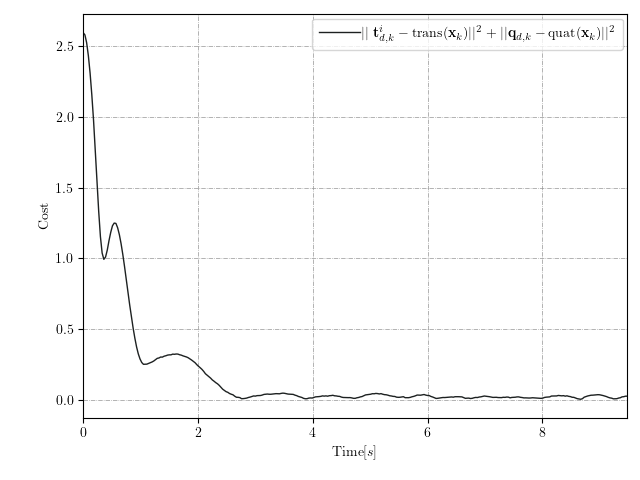 || t^i_{d,k} − trans(x_k)||^2 + ||q_{d,k} − quat(x_k)||^2
2.5
2.0
1.5
1.0
0.5
0.0
Cost
0 2 4 6 8
Time[s]